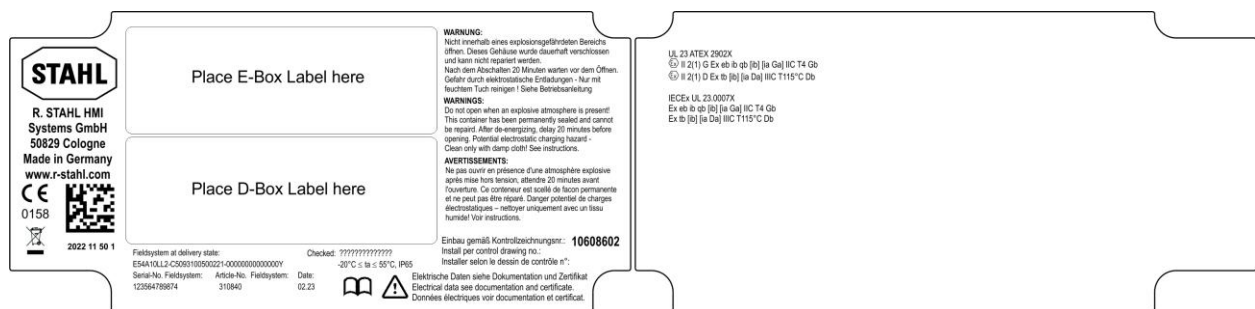 STAHL
R. STAHL HMI
Systems GmbH
50829 Cologne
Made in Germany
www.r-stahl.com
CE
0158
2022 11 50 1
Place E-Box Label here
Place D-Box Label here
Fieldsystem at delivery state:
E54A10LL2-C5093100500221-00000000000000Y
Checked: ??????????????
-20°C ≤ ta ≤ 55°C, IP65
Serial-No. Fieldsystem: Article-No. Fieldsystem: Date:
123564789874 310840 02.23
WARNUNG:
Nicht innerhalb eines explosionsgefährdeten Bereichs
öffnen. Dieses Gehäuse wurde dauerhaft verschlossen
und kann nicht repariert werden.
Nach dem Abschalten 20 Minuten warten vor dem Öffnen.
Gefahr durch elektrostatische Entladungen - Nur mit
feuchtem Tuch reinigen ! Siehe Betriebsanleitung
WARNINGS:
Do not open when an explosive atmosphere is present!
This container has been permanently sealed and cannot
be repaird. After de-energizing, delay 20 minutes before
opening. Potential electrostatic charging hazard -
Clean only with damp cloth! See instructions.
AVERTISSEMENTS:
Ne pas ouvrir en présence d'une atmosphère explosive
après mise hors tension, attendre 20 minutes avant
l'ouverture. Ce conteneur est scellé de facon permanente
et ne peut pas être réparé. Danger potentiel de charges
électrostatiques – nettoyer uniquement avec un tissu
humide! Voir instructions.
Einbau gemäß Kontrollzeichnungsnr.: 10608602
Install per control drawing no.:
Installer selon le dessin de contrôle n°:
Elektrische Daten siehe Dokumentation und Zertifikat
Electrical data see documentation and certificate.
Données électriques voir documentation et certificat.
UL 23 ATEX 2902X
Ex II 2(1) G Ex eb ib qb [ib] [ia Ga] IIC T4 Gb
Ex II 2(1) D Ex tb [ib] [ia Da] IIIC T115°C Db
IECEx UL 23.0007X
Ex eb ib qb [ib] [ia Ga] IIC T4 Gb
Ex tb [ib] [ia Da] IIIC T115°C Db